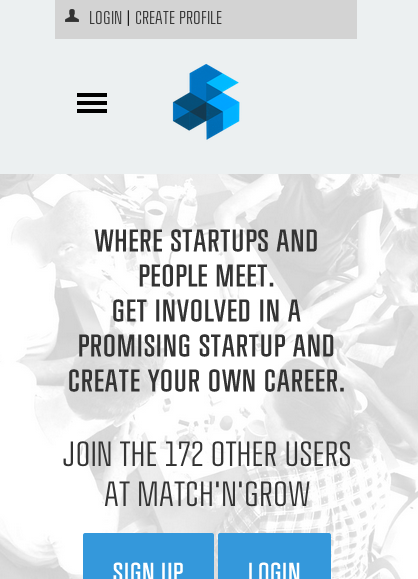 LOGIN | CREATE PROFILE
WHERE STARTUPS AND
PEOPLE MEET.
GET INVOLVED IN A
PROMISING STARTUP AND
CREATE YOUR OWN CAREER.
JOIN THE 172 OTHER USERS
AT MATCH'N'GROW
SIGN UP LOGIN